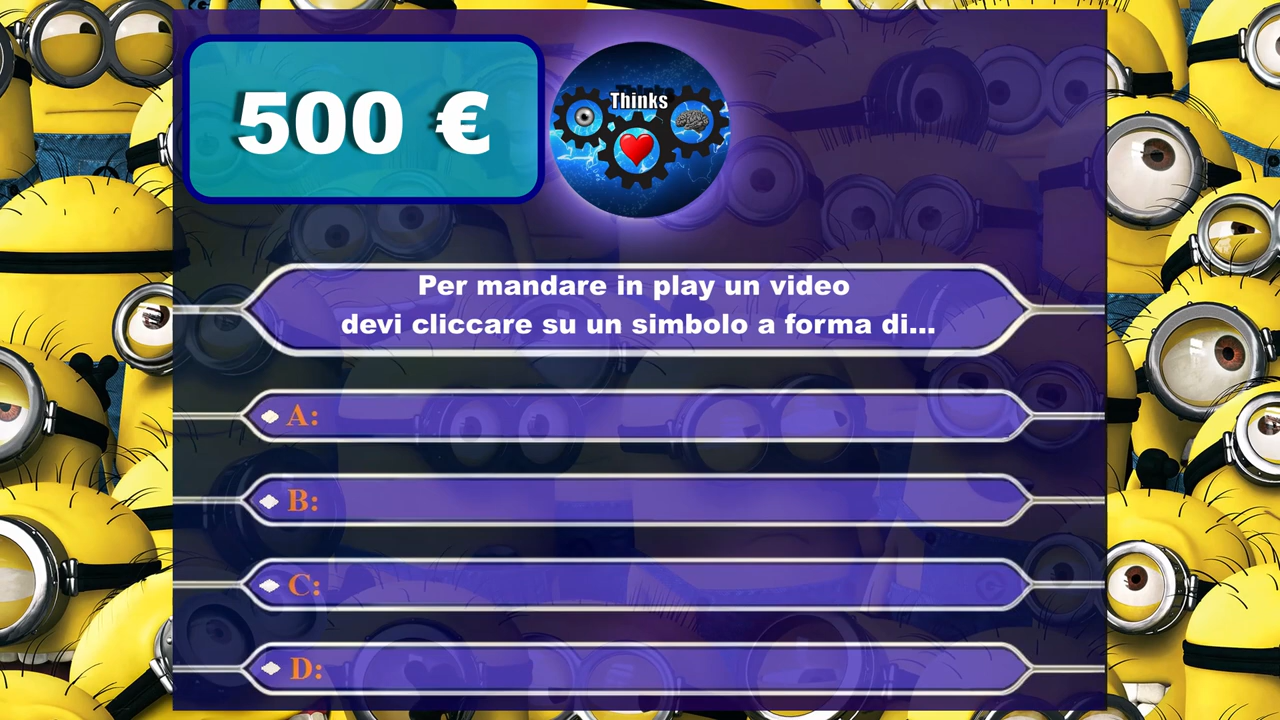 500 €
Thinks
Per mandare in play un video
devi cliccare su un simbolo a forma di...
A:
B:
C:
D: